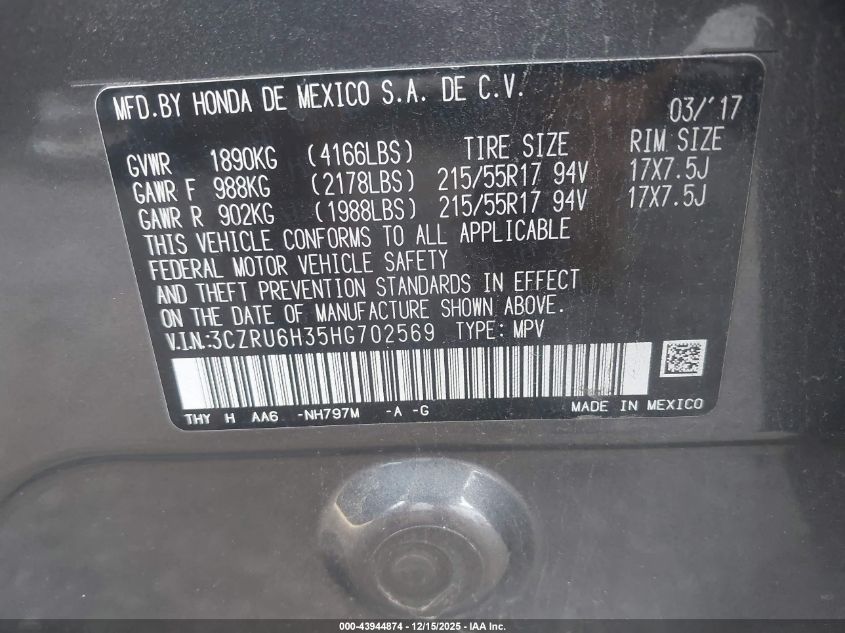 MFD.BY HONDA DE MEXICO S.A. DE C.V. 03/'17
GVWR 1890KG (4166LBS) TIRE SIZE RIM SIZE
GAWR F 988KG (2178LBS) 215/55R17 94V 17X7.5J
GAWR R 902KG (1988LBS) 215/55R17 94V 17X7.5J
THIS VEHICLE CONFORMS TO ALL APPLICABLE
FEDERAL MOTOR VEHICLE SAFETY
AND THEFT PREVENTION STANDARDS IN EFFECT
ON THE DATE OF MANUFACTURE SHOWN ABOVE.
V.I.N:3CZRU6H35HG702569 TYPE: MPV
THY H AA6 -NH797M -A -G MADE IN MEXICO
000-43944874 - 12/15/2025 - IAA Inc.